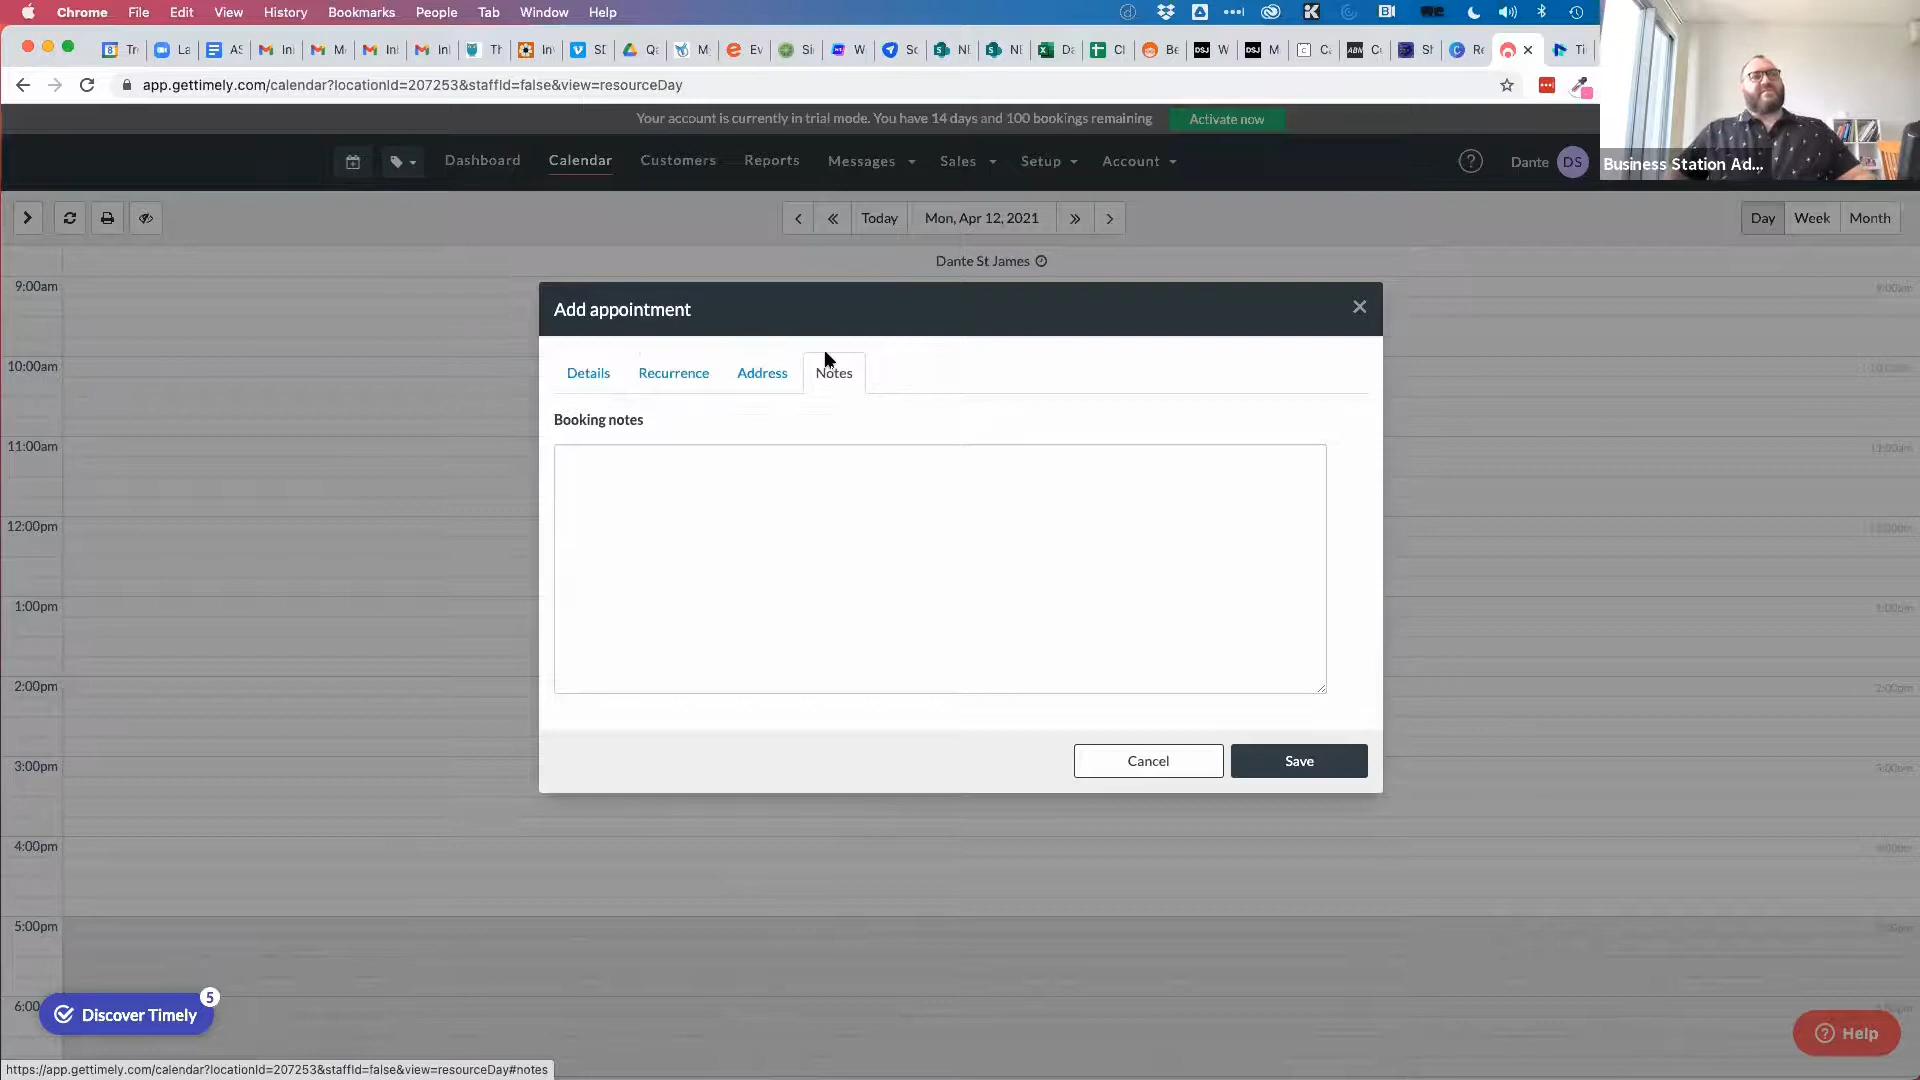 Chrome File Edit View History Bookmarks People Tab Window Help
app.gettimely.com/calendar?locationId=207253&staffId=false&view=resourceDay
Your account is currently in trial mode. You have 14 days and 100 bookings remaining
Activate now
Dashboard Calendar Customers Reports Messages Sales Setup Account
Dante DS
Business Station Ad...
Today Mon, Apr 12, 2021
Day Week Month
Dante St James
9:00am
Add appointment
10:00am
Details Recurrence Address Notes
Booking notes
11:00am
12:00pm
1:00pm
2:00pm
3:00pm
Cancel Save
4:00pm
5:00pm
6:00
5
Discover Timely
Help
https://app.gettimely.com/calendar?locationId=207253&staffId=false&view=resourceDay#notes